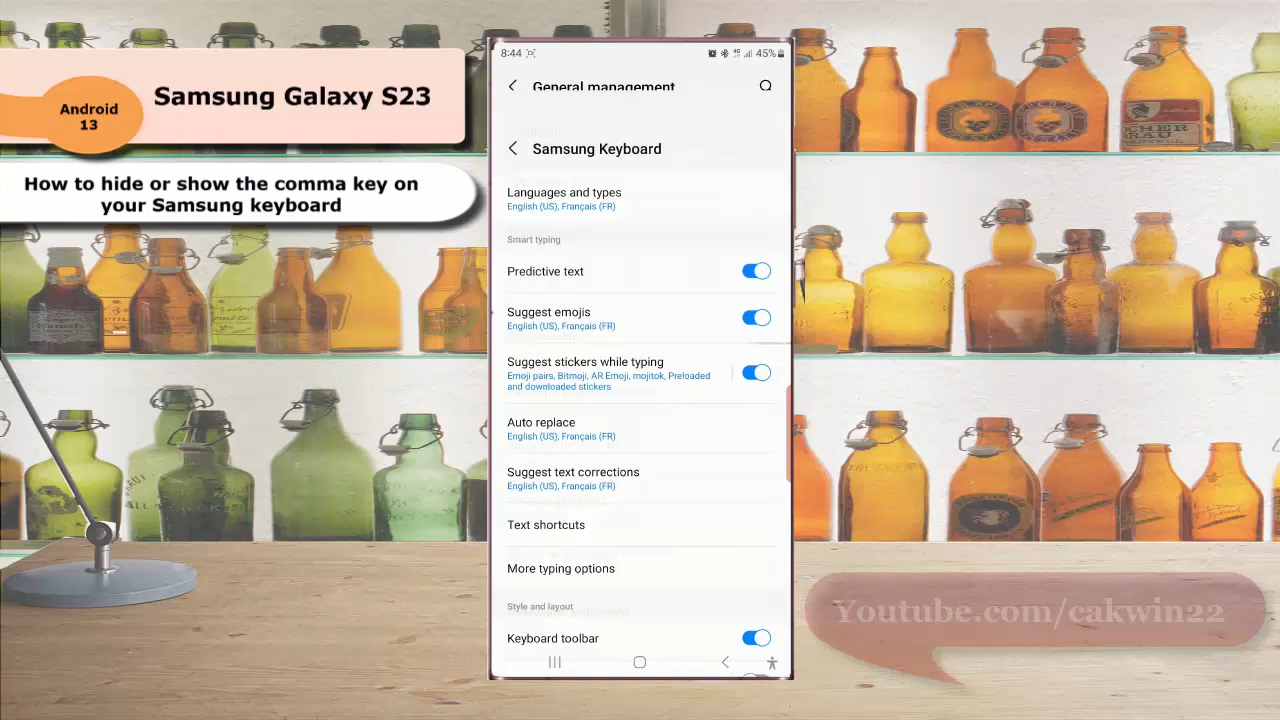 Samsung Galaxy S23
Android
13
How to hide or show the comma key on
your Samsung keyboard
8:44
45%
General management
Samsung Keyboard
Languages and types
English (US), Français (FR)
Smart typing
Predictive text
Suggest emojis
English (US), Français (FR)
Suggest stickers while typing
Emoji pairs, Bitmoji, AR Emoji, mojitok, Preloaded
and downloaded stickers
Auto replace
English (US), Français (FR)
Suggest text corrections
English (US), Français (FR)
Text shortcuts
More typing options
Style and layout
Keyboard toolbar
Youtube.com/cakwin22